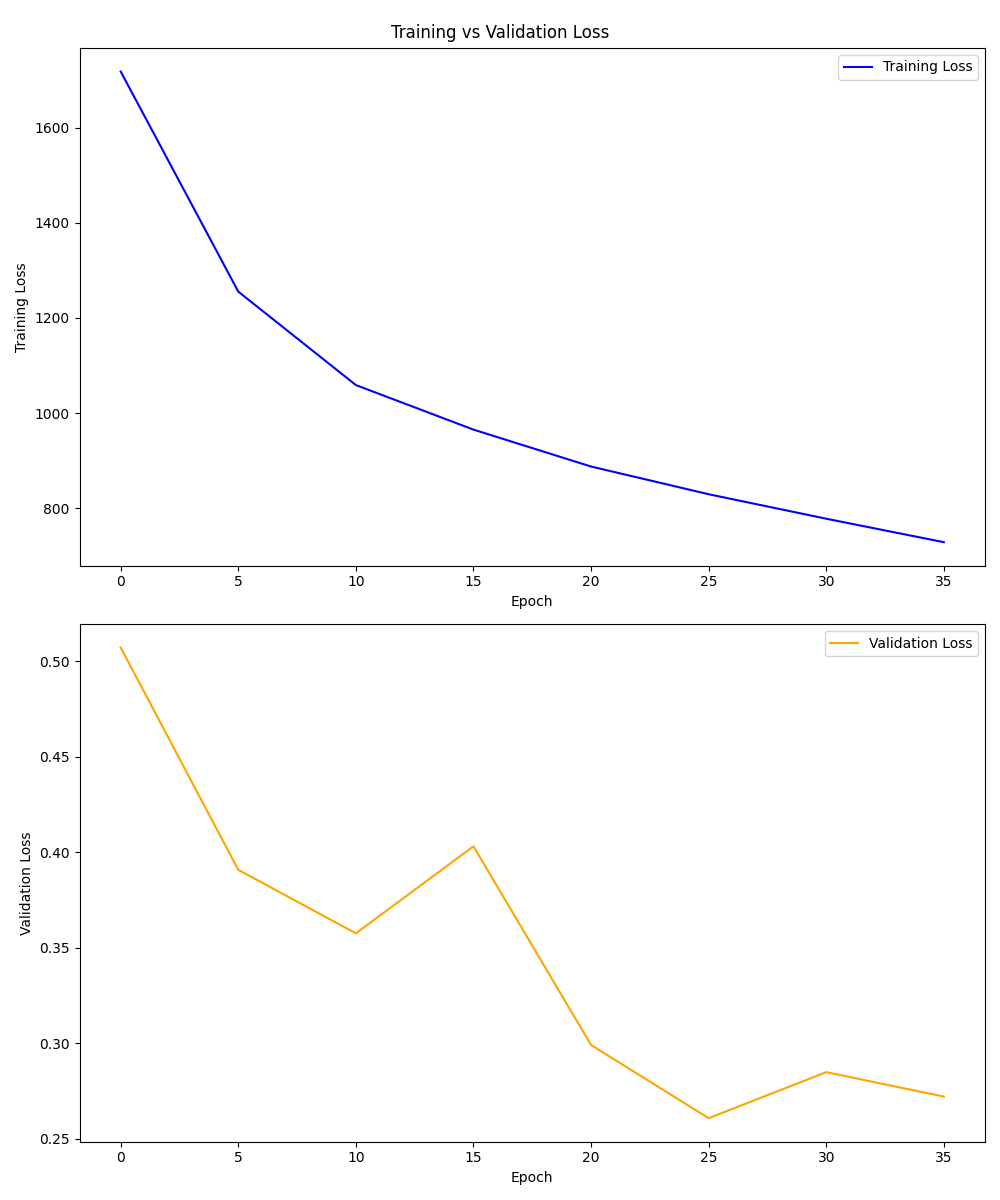 Training vs Validation Loss
Training Loss
1600
1400
1200
1000
800
Training Loss
0 5 10 15 20 25 30 35
Epoch
Validation Loss
0.50
0.45
0.40
0.35
0.30
0.25
Validation Loss
0 5 10 15 20 25 30 35
Epoch